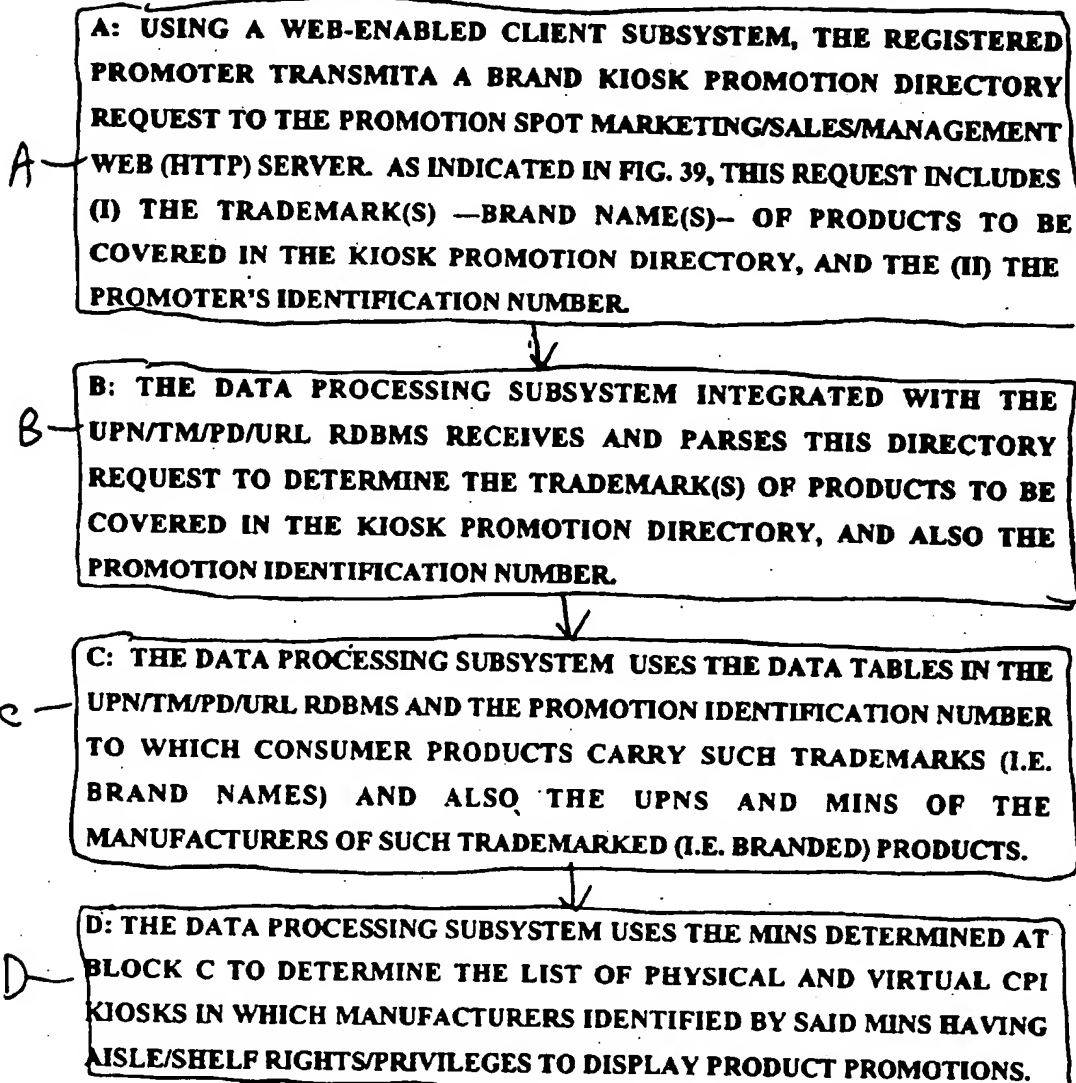 A: USING A WEB-ENABLED CLIENT SUBSYSTEM, THE REGISTERED
PROMOTER TRANSMITA A BRAND KIOSK PROMOTION DIRECTORY
REQUEST TO THE PROMOTION SPOT MARKETING/SALES/MANAGEMENT
A WEB (HTTP) SERVER. AS INDICATED IN FIG. 39, THIS REQUEST INCLUDES
(I) THE TRADEMARK(S) —BRAND NAME(S)– OF PRODUCTS TO BE
COVERED IN THE KIOSK PROMOTION DIRECTORY, AND THE (II) THE
PROMOTER'S IDENTIFICATION NUMBER.
B: THE DATA PROCESSING SUBSYSTEM INTEGRATED WITH THE
B UPN/TM/PD/URL RDBMS RECEIVES AND PARSES THIS DIRECTORY
REQUEST TO DETERMINE THE TRADEMARK(S) OF PRODUCTS TO BE
COVERED IN THE KIOSK PROMOTION DIRECTORY, AND ALSO THE
PROMOTION IDENTIFICATION NUMBER.
C: THE DATA PROCESSING SUBSYSTEM USES THE DATA TABLES IN THE
C UPN/TM/PD/URL RDBMS AND THE PROMOTION IDENTIFICATION NUMBER
TO WHICH CONSUMER PRODUCTS CARRY SUCH TRADEMARKS (I.E.
BRAND NAMES) AND ALSO THE UPNS AND MINS OF THE
MANUFACTURERS OF SUCH TRADEMARKED (I.E. BRANDED) PRODUCTS.
D: THE DATA PROCESSING SUBSYSTEM USES THE MINS DETERMINED AT
D BLOCK C TO DETERMINE THE LIST OF PHYSICAL AND VIRTUAL CPI
KIOSKS IN WHICH MANUFACTURERS IDENTIFIED BY SAID MINS HAVING
AISLE/SHELF RIGHTS/PRIVILEGES TO DISPLAY PRODUCT PROMOTIONS.